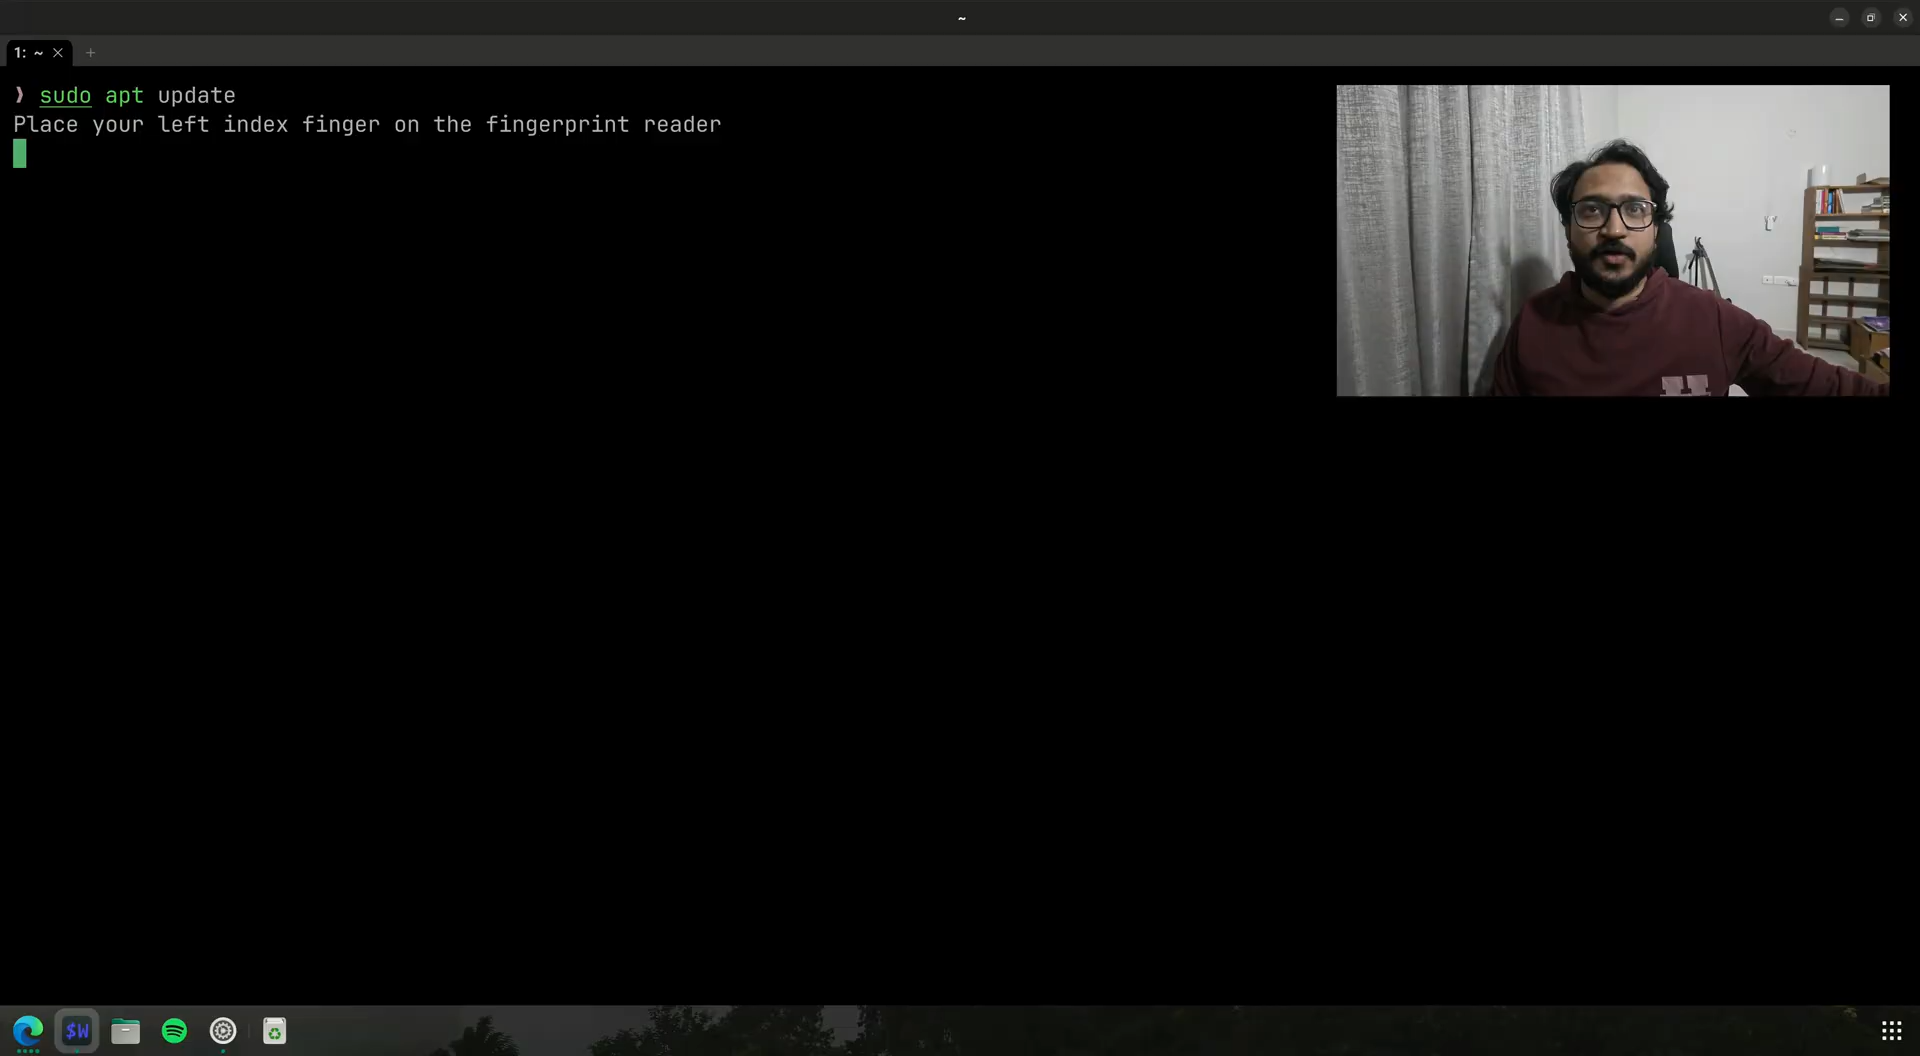 ~
1: ~
❯ sudo apt update
Place your left index finger on the fingerprint reader
$W